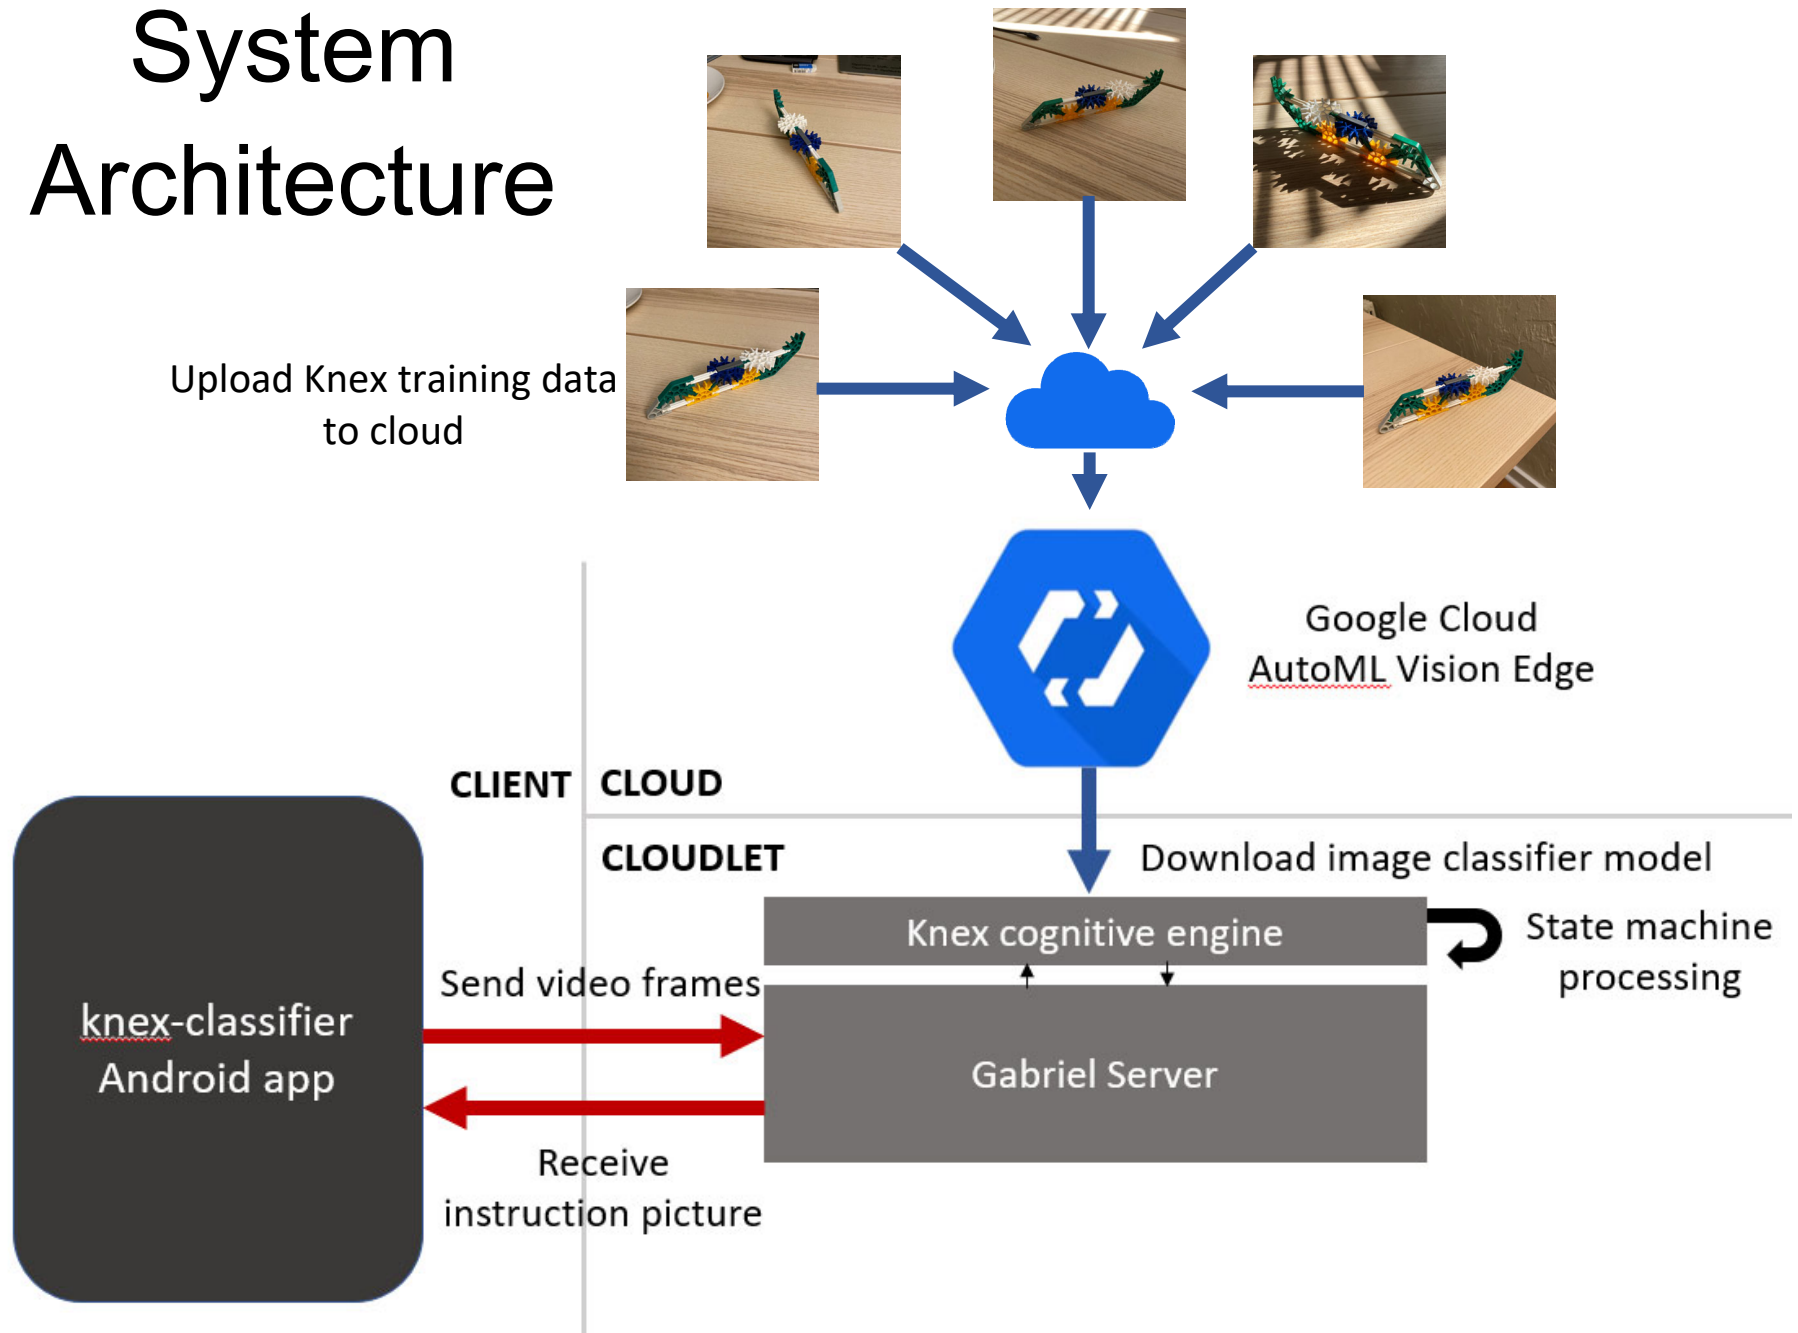 System
Architecture
Upload Knex training data
to cloud
Google Cloud
AutoML Vision Edge
CLIENT
CLOUD
CLOUDLET
Download image classifier model
Knex cognitive engine
State machine
processing
Send video frames
knex-classifier
Android app
Gabriel Server
Receive
instruction picture